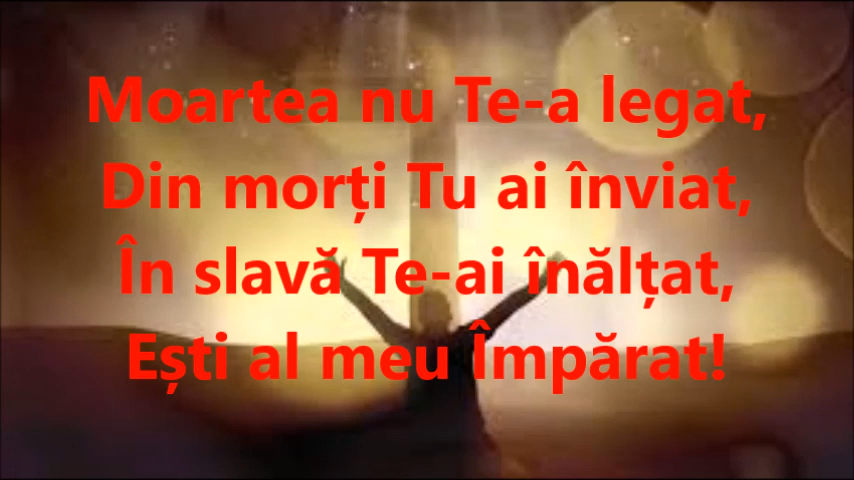 Moartea nu Te-a legat,
Din morți Tu ai înviat,
În slavă Te-ai înălțat,
Ești al meu Împărat!